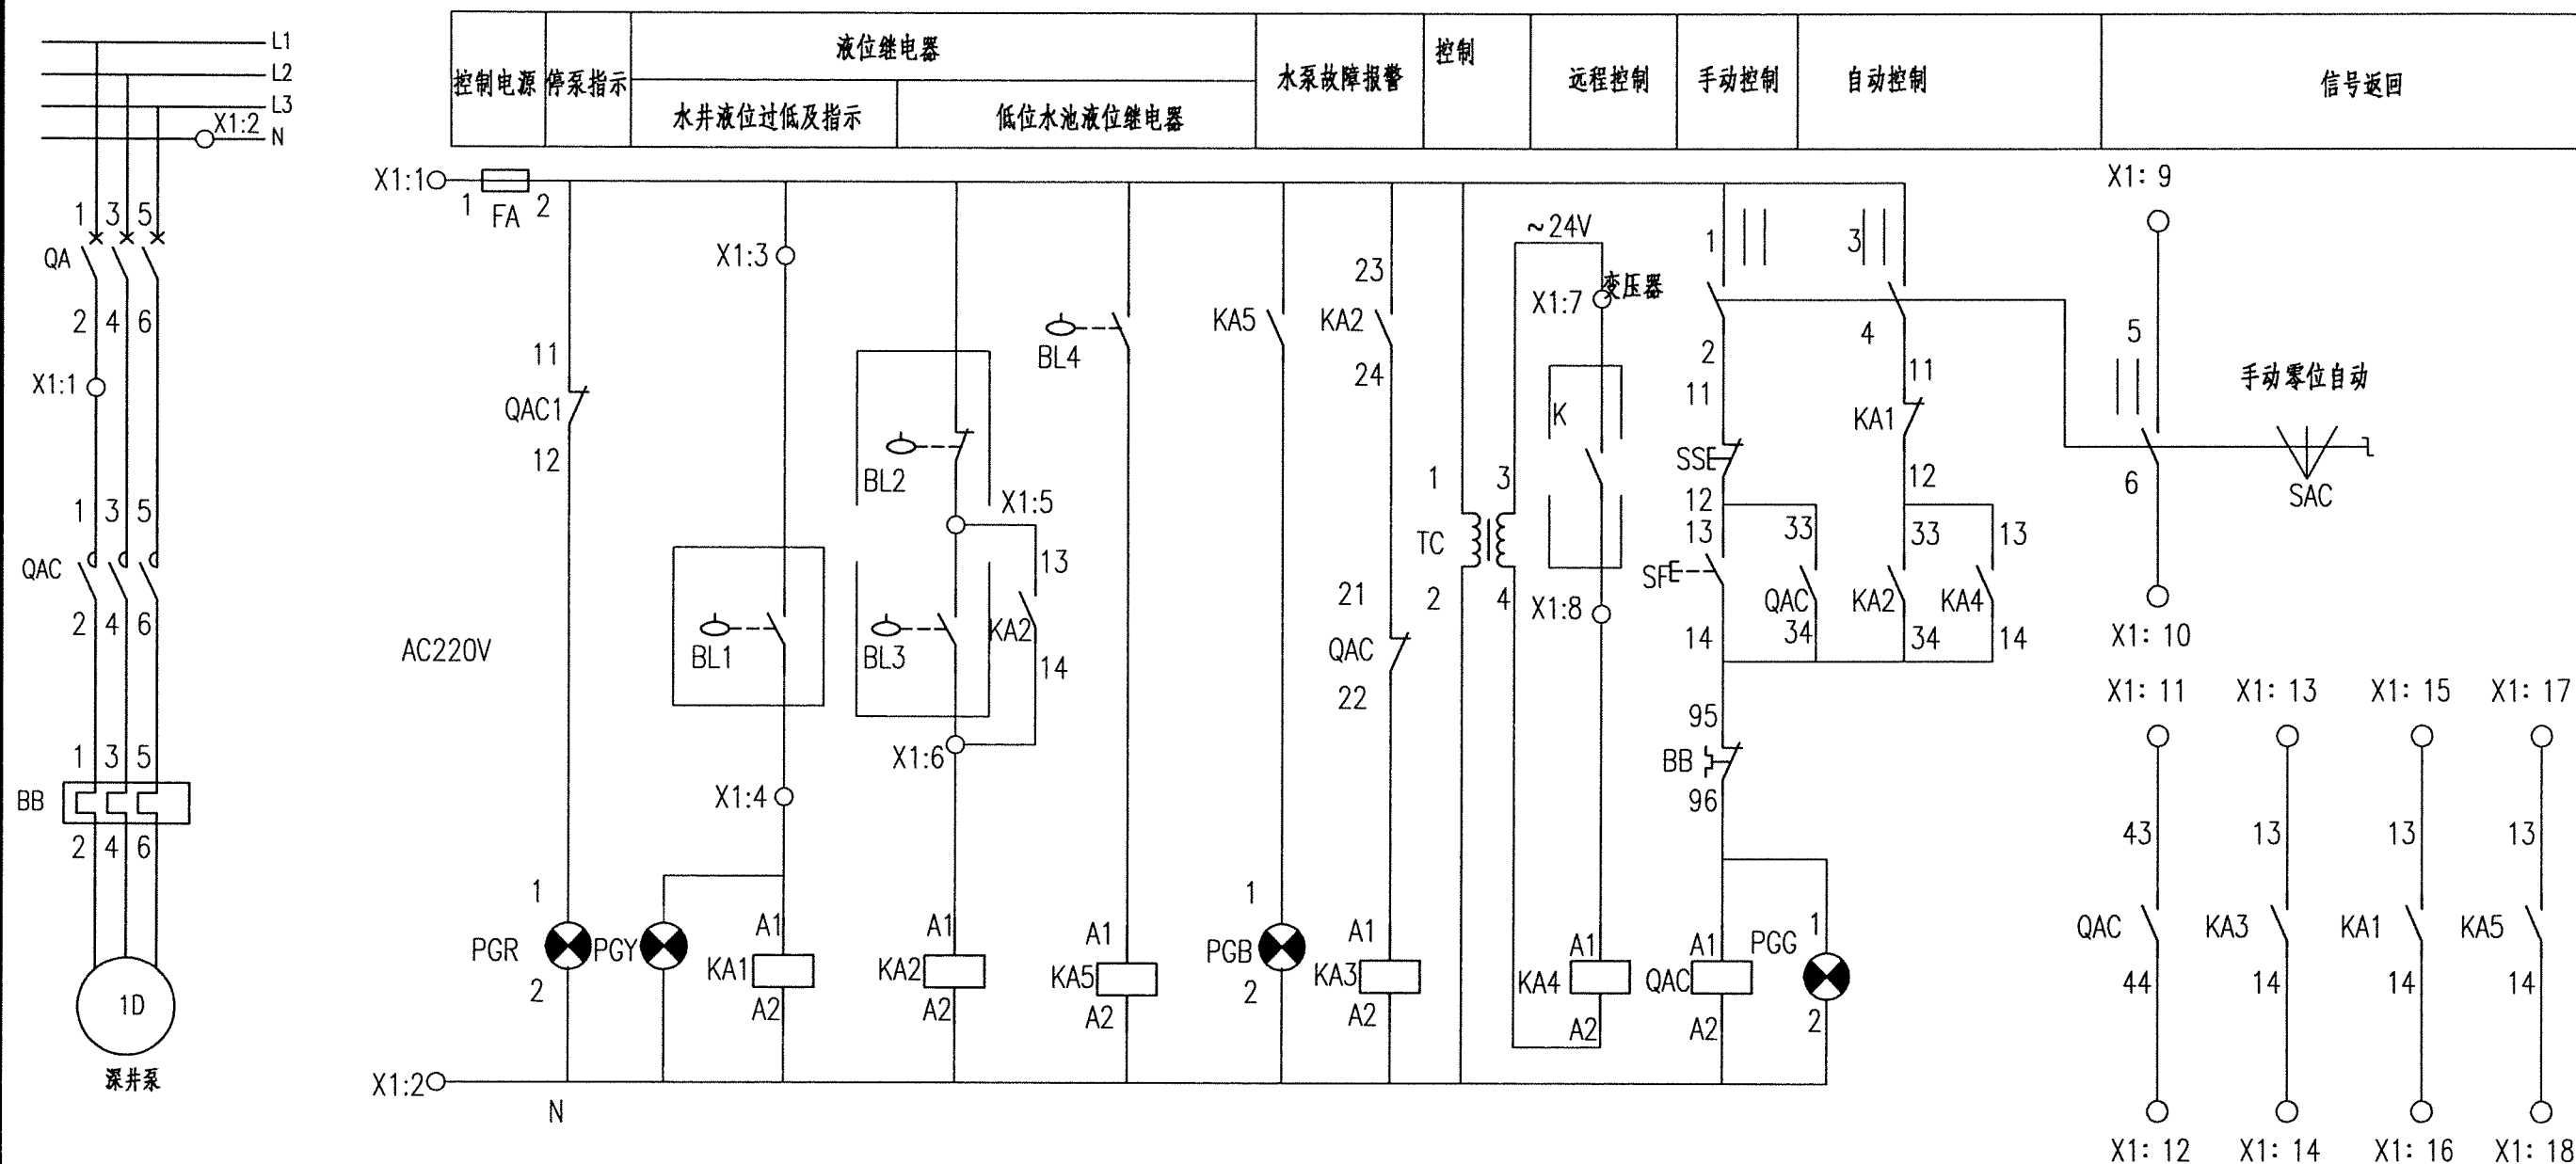 L1
L2
L3
X1:2
N
1 3 5
QA
2 4 6
X1:1
1 3 5
QAC
2 4 6
1 3 5
BB
2 4 6
1D
深井泵
控制电源
停泵指示
液位继电器
水井液位过低及指示
低位水池液位继电器
水泵故障报警
控制
变压器
远程控制
手动控制
自动控制
信号返回
X1:1
1
FA
2
AC220V
X1:2
N
11
QAC1
12
1
PGR
2
X1:3
BL1
X1:4
PGY
A1
KA1
A2
BL2
X1:5
13
BL3
KA2
14
X1:6
A1
KA2
A2
BL4
A1
KA5
A2
KA5
1
PGB
2
23
KA2
24
21
QAC
22
A1
KA3
A2
1
3
TC
2
4
~24V
X1:7
K
X1:8
A1
KA4
A2
1
2
11
SSE
12
13
SFE
14
33
QAC
34
95
BB
96
A1
QAC
A2
1
PGG
2
3
4
11
KA1
12
33
KA2
34
13
KA4
14
X1: 9
5
6
X1: 10
手动零位自动
SAC
X1: 11
43
QAC
44
X1: 12
X1: 13
13
KA3
14
X1: 14
X1: 15
13
KA1
14
X1: 16
X1: 17
13
KA5
14
X1: 18